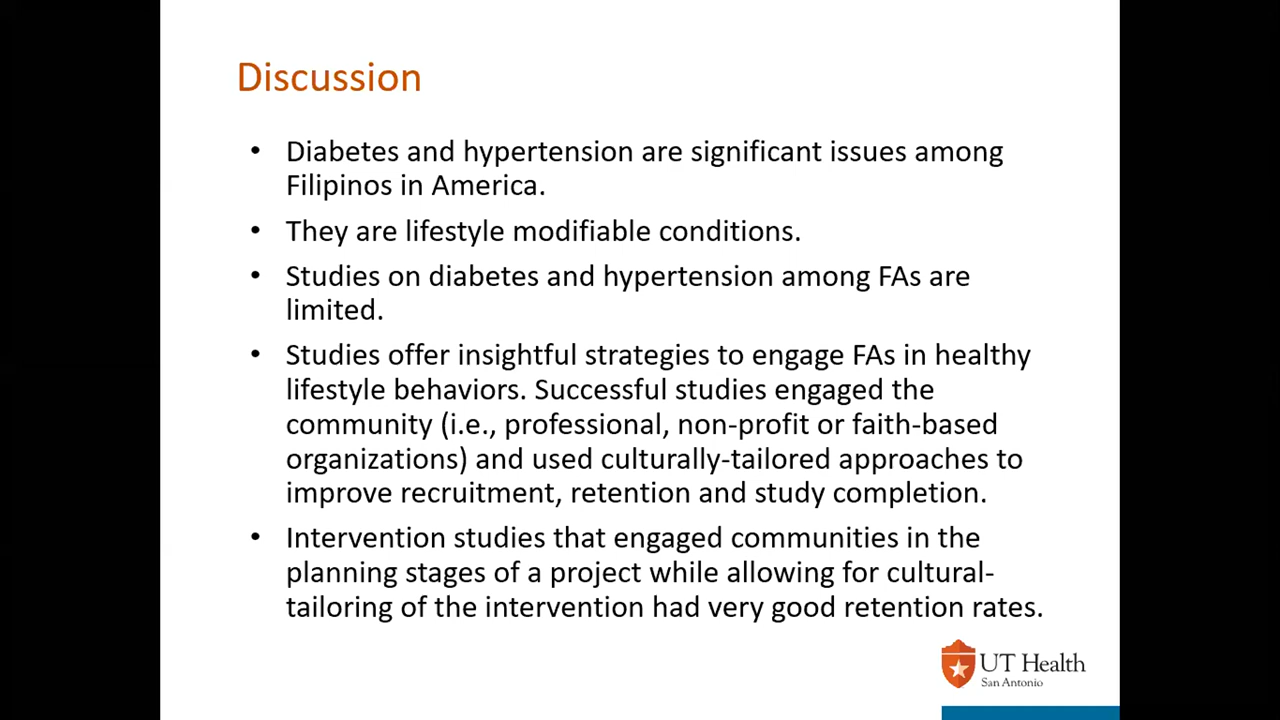 Discussion
• Diabetes and hypertension are significant issues among
Filipinos in America.
• They are lifestyle modifiable conditions.
• Studies on diabetes and hypertension among FAs are
limited.
• Studies offer insightful strategies to engage FAs in healthy
lifestyle behaviors. Successful studies engaged the
community (i.e., professional, non-profit or faith-based
organizations) and used culturally-tailored approaches to
improve recruitment, retention and study completion.
• Intervention studies that engaged communities in the
planning stages of a project while allowing for cultural-
tailoring of the intervention had very good retention rates.
UT Health
San Antonio